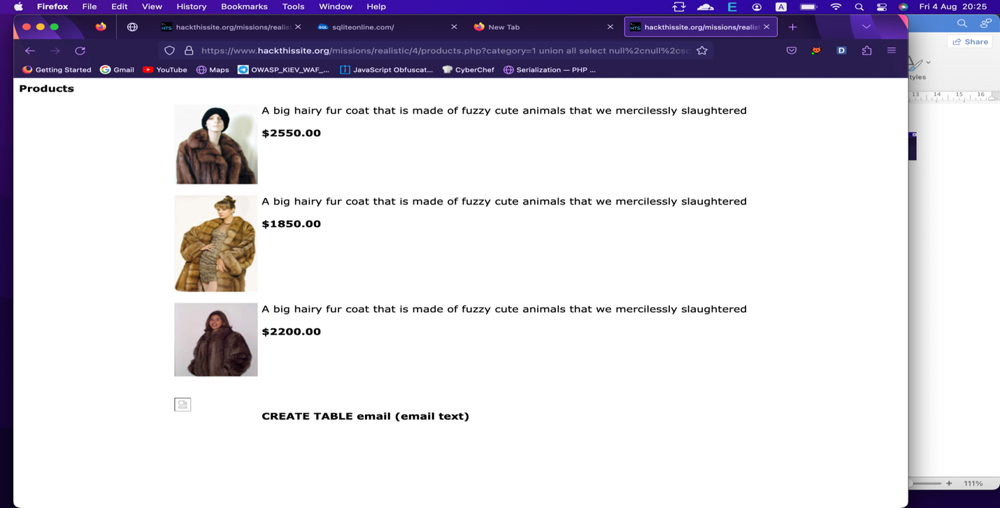 Firefox File Edit View History Bookmarks Tools Window Help E A Fri 4 Aug 20:25
HTS hackthissite.org/missions/realist SQL sqliteonline.com/ New Tab HTS hackthissite.org/missions/realist
https://www.hackthissite.org/missions/realistic/4/products.php?category=1 union all select null%2cnull%2csq D
Share
Getting Started Gmail YouTube Maps OWASP_KIEV_WAF_... JavaScript Obfuscat... CyberChef Serialization — PHP ...
tyles
13 14 15 16
Products
A big hairy fur coat that is made of fuzzy cute animals that we mercilessly slaughtered
$2550.00
A big hairy fur coat that is made of fuzzy cute animals that we mercilessly slaughtered
$1850.00
A big hairy fur coat that is made of fuzzy cute animals that we mercilessly slaughtered
$2200.00
CREATE TABLE email (email text)
111%